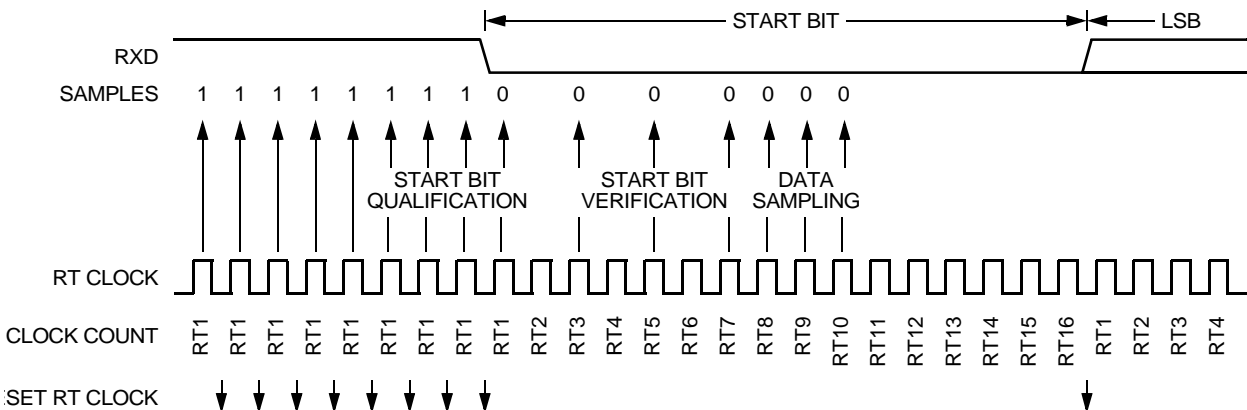 START BIT LSB
RXD
SAMPLES 1 1 1 1 1 1 1 1 0 0 0 0 0 0 0
START BIT QUALIFICATION
START BIT VERIFICATION
DATA SAMPLING
RT CLOCK
CLOCK COUNT RT1 RT1 RT1 RT1 RT1 RT1 RT1 RT1 RT1 RT2 RT3 RT4 RT5 RT6 RT7 RT8 RT9 RT10 RT11 RT12 RT13 RT14 RT15 RT16 RT1 RT2 RT3 RT4
SET RT CLOCK